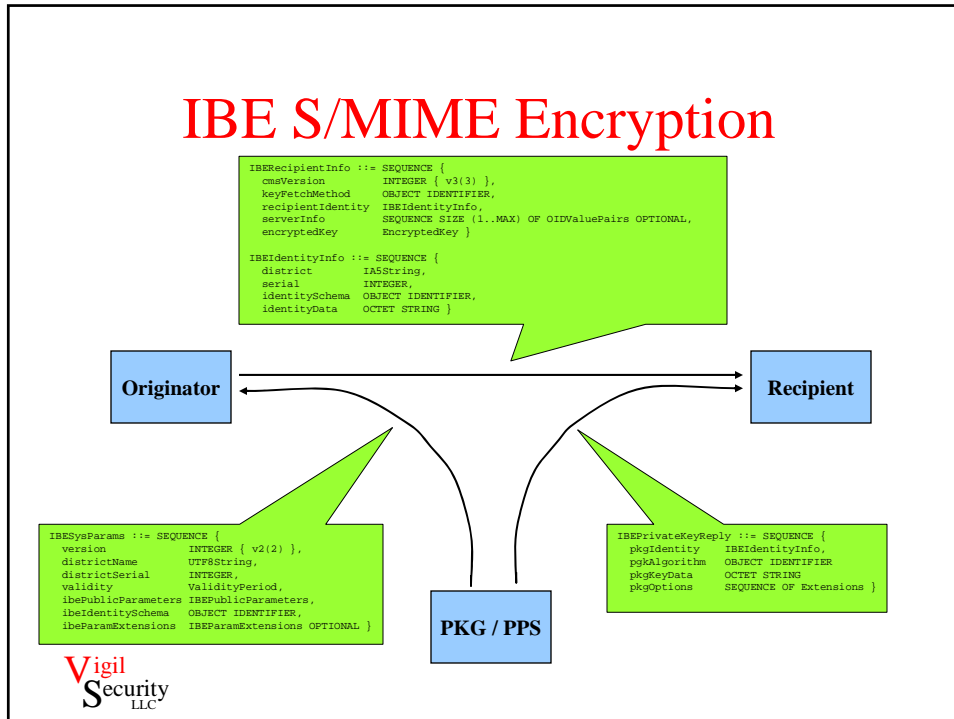 IBE S/MIME Encryption
IBERecipientInfo ::= SEQUENCE {
  cmsVersion         INTEGER { v3(3) },
  keyFetchMethod     OBJECT IDENTIFIER,
  recipientIdentity  IBEIdentityInfo,
  serverInfo         SEQUENCE SIZE (1..MAX) OF OIDValuePairs OPTIONAL,
  encryptedKey       EncryptedKey }
IBEIdentityInfo ::= SEQUENCE {
  district        IA5String,
  serial          INTEGER,
  identitySchema  OBJECT IDENTIFIER,
  identityData    OCTET STRING }
Originator
Recipient
IBESysParams ::= SEQUENCE {
  version              INTEGER { v2(2) },
  districtName         UTF8String,
  districtSerial       INTEGER,
  validity             ValidityPeriod,
  ibePublicParameters  IBEPublicParameters,
  ibeIdentitySchema    OBJECT IDENTIFIER,
  ibeParamExtensions   IBEParamExtensions OPTIONAL }
IBEPrivateKeyReply ::= SEQUENCE {
  pkgIdentity   IBEIdentityInfo,
  pgkAlgorithm  OBJECT IDENTIFIER
  pkgKeyData    OCTET STRING
  pkgOptions    SEQUENCE OF Extensions }
PKG / PPS
Vigil
Security
LLC